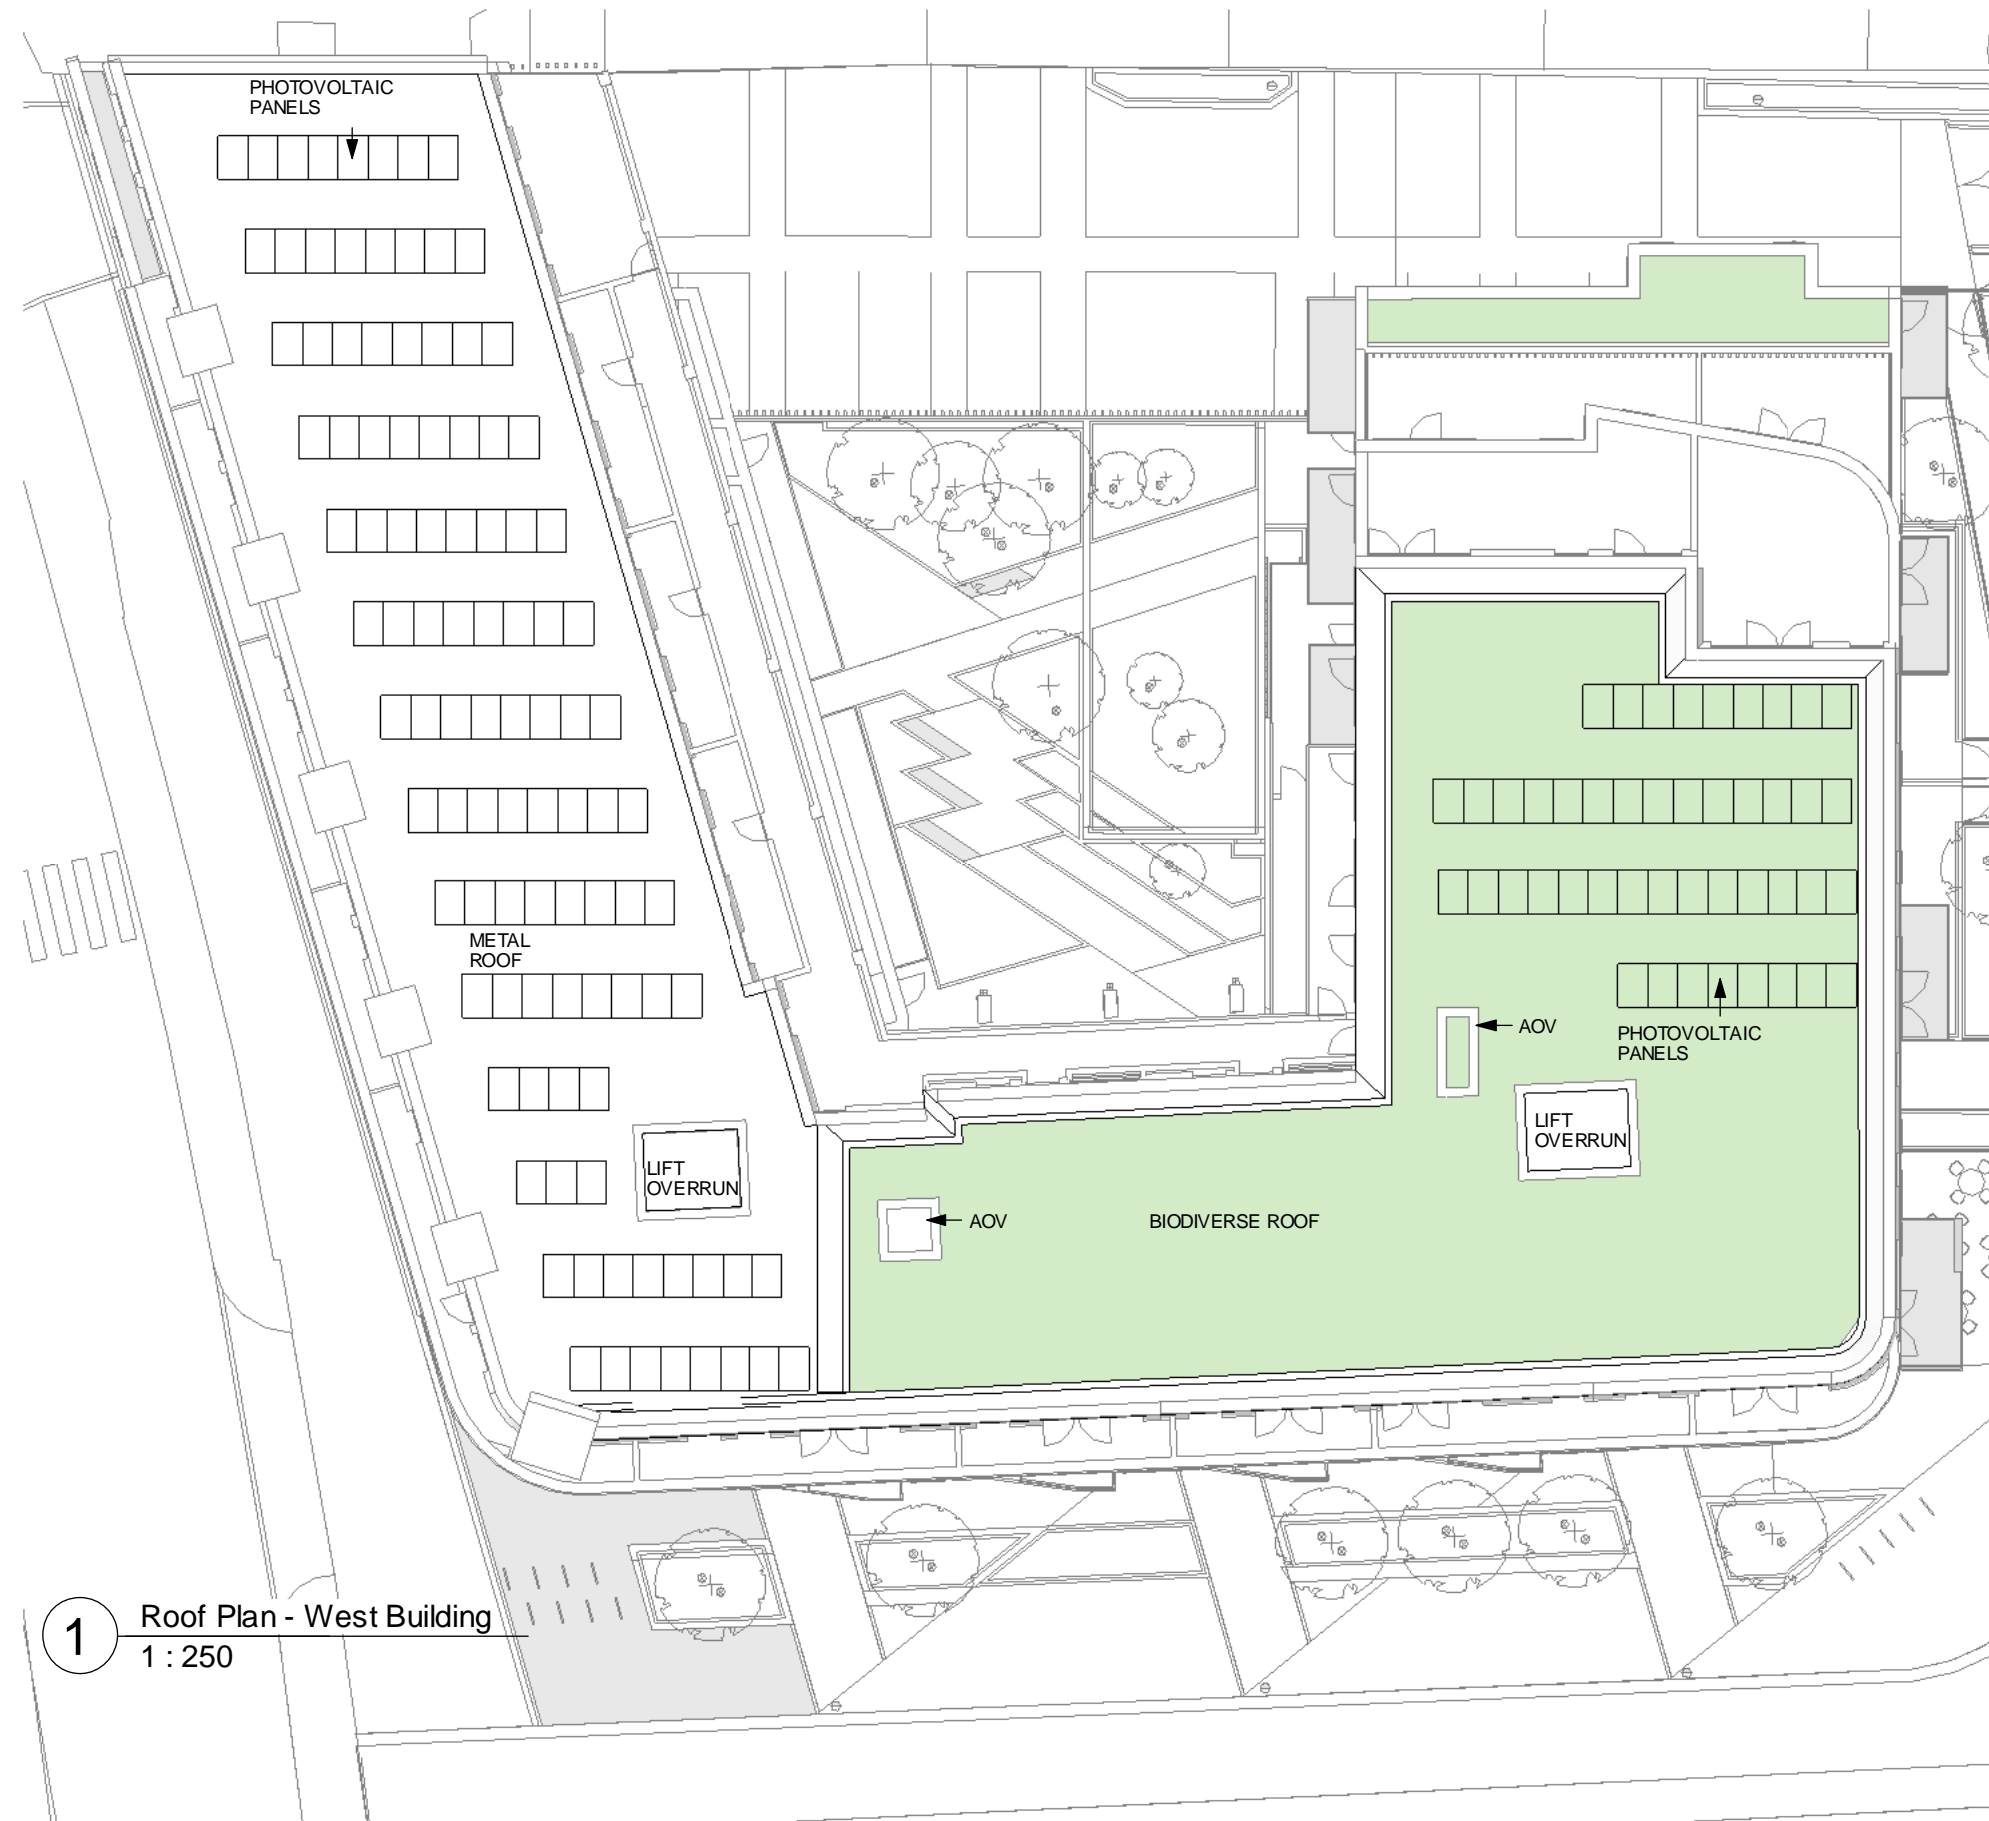 PHOTOVOLTAIC
PANELS
METAL
ROOF
AOV
PHOTOVOLTAIC
PANELS
LIFT
OVERRUN
LIFT
OVERRUN
AOV
BIODIVERSE ROOF
1
Roof Plan - West Building
1 : 250